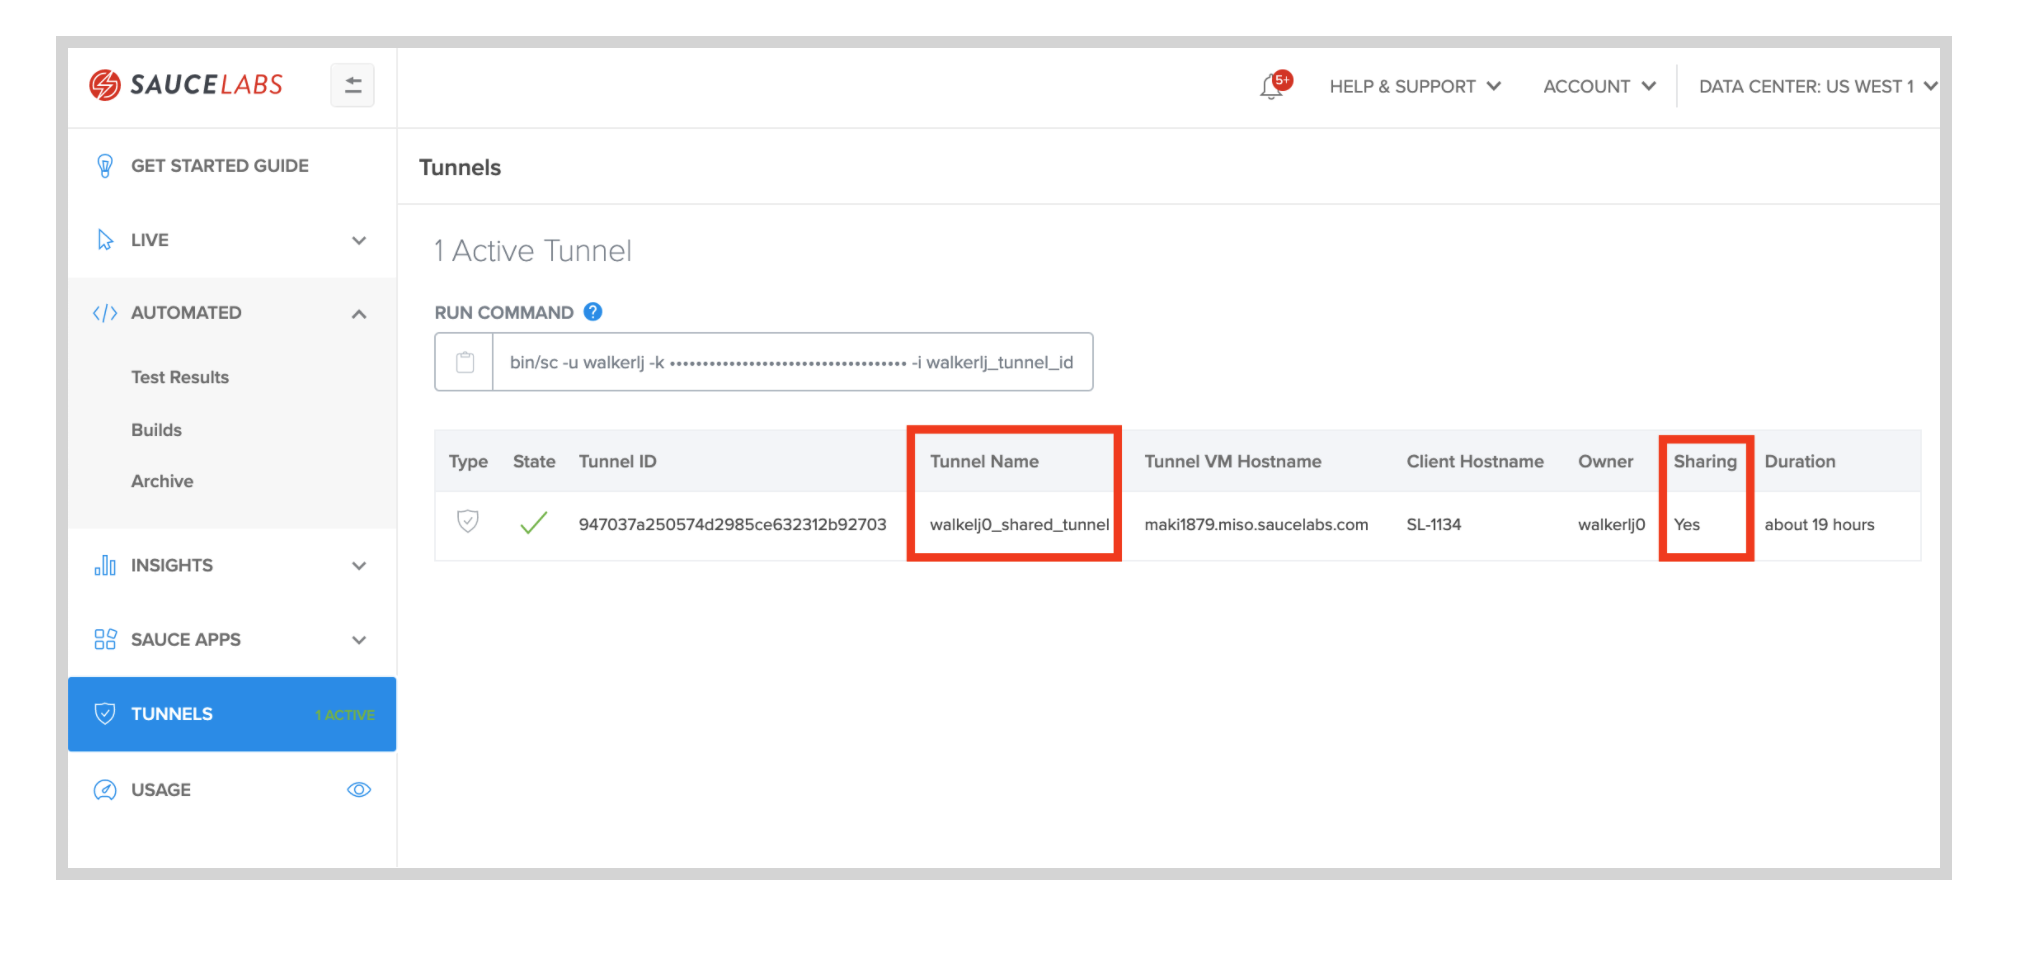 SAUCELABS
5+
HELP & SUPPORT
ACCOUNT
DATA CENTER: US WEST 1
GET STARTED GUIDE
LIVE
</> AUTOMATED
Test Results
Builds
Archive
INSIGHTS
SAUCE APPS
TUNNELS 1 ACTIVE
USAGE
Tunnels
1 Active Tunnel
RUN COMMAND ?
bin/sc -u walkerlj -k •••••••••••••••••••••••••••••••••••• -i walkerlj_tunnel_id
Type State Tunnel ID Tunnel Name Tunnel VM Hostname Client Hostname Owner Sharing Duration
947037a250574d2985ce632312b92703 walkelj0_shared_tunnel maki1879.miso.saucelabs.com SL-1134 walkerlj0 Yes about 19 hours